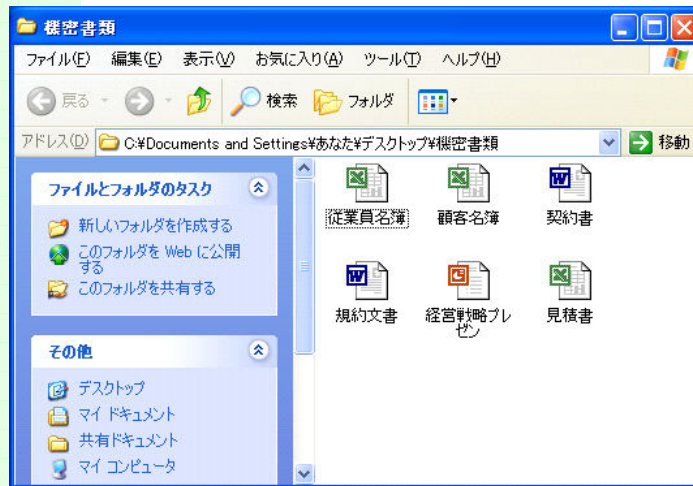 機密書類
ファイル(F) 編集(E) 表示(V) お気に入り(A) ツール(T) ヘルプ(H)
戻る 検索 フォルダ
アドレス(D) C:¥Documents and Settings¥あなた¥デスクトップ¥機密書類 移動
ファイルとフォルダのタスク
新しいフォルダを作成する
このフォルダを Web に公開
する
このフォルダを共有する
その他
デスクトップ
マイ ドキュメント
共有ドキュメント
マイ コンピュータ
従業員名簿 顧客名簿 契約書
規約文書 経営戦略プレ
ゼン 見積書